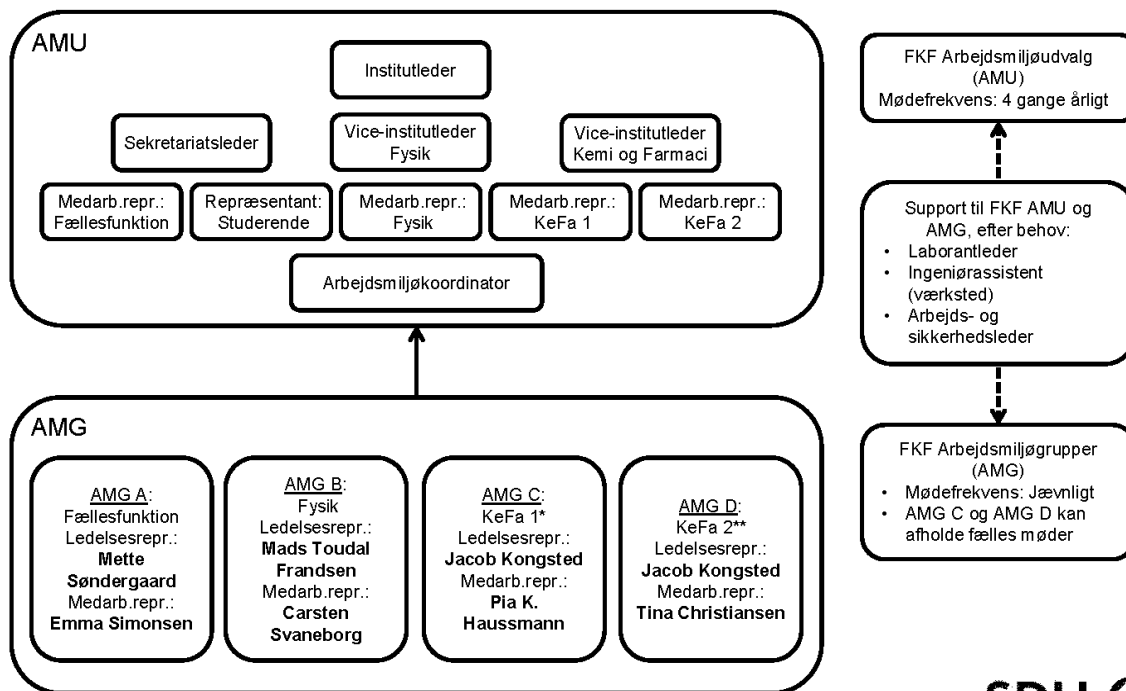 AMU
Institutleder
Sekretariatsleder
Vice-institutleder
Fysik
Vice-institutleder
Kemi og Farmaci
Medarb.repr.:
Fællesfunktion
Repræsentant:
Studerende
Medarb.repr.:
Fysik
Medarb.repr.:
KeFa 1
Medarb.repr.:
KeFa 2
Arbejdsmiljøkoordinator
AMG
AMG A:
Fællesfunktion
Ledelsesrepr.:
Mette
Søndergaard
Medarb.repr.:
Emma Simonsen
AMG B:
Fysik
Ledelsesrepr.:
Mads Toudal
Frandsen
Medarb.repr.:
Carsten
Svaneborg
AMG C:
KeFa 1*
Ledelsesrepr.:
Jacob Kongsted
Medarb.repr.:
Pia K.
Haussmann
AMG D:
KeFa 2**
Ledelsesrepr.:
Jacob Kongsted
Medarb.repr.:
Tina Christiansen
FKF Arbejdsmiljøudvalg
(AMU)
Mødefrekvens: 4 gange årligt
Support til FKF AMU og
AMG, efter behov:
• Laborantleder
• Ingeniørassistent
(værksted)
• Arbejds- og
sikkerhedsleder
FKF Arbejdsmiljøgrupper
(AMG)
• Mødefrekvens: Jævnligt
• AMG C og AMG D kan
afholde fælles møder